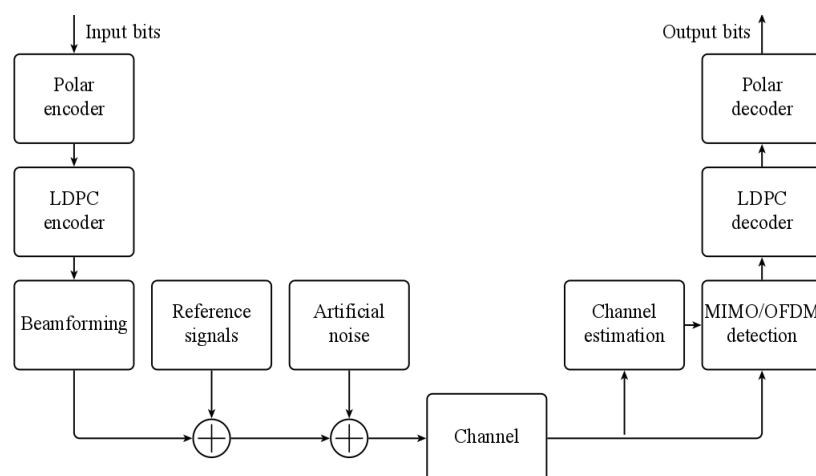 Input bits
Output bits
Polar
encoder
Polar
decoder
LDPC
encoder
LDPC
decoder
Beamforming
Reference
signals
Artificial
noise
Channel
estimation
MIMO/OFDM
detection
Channel